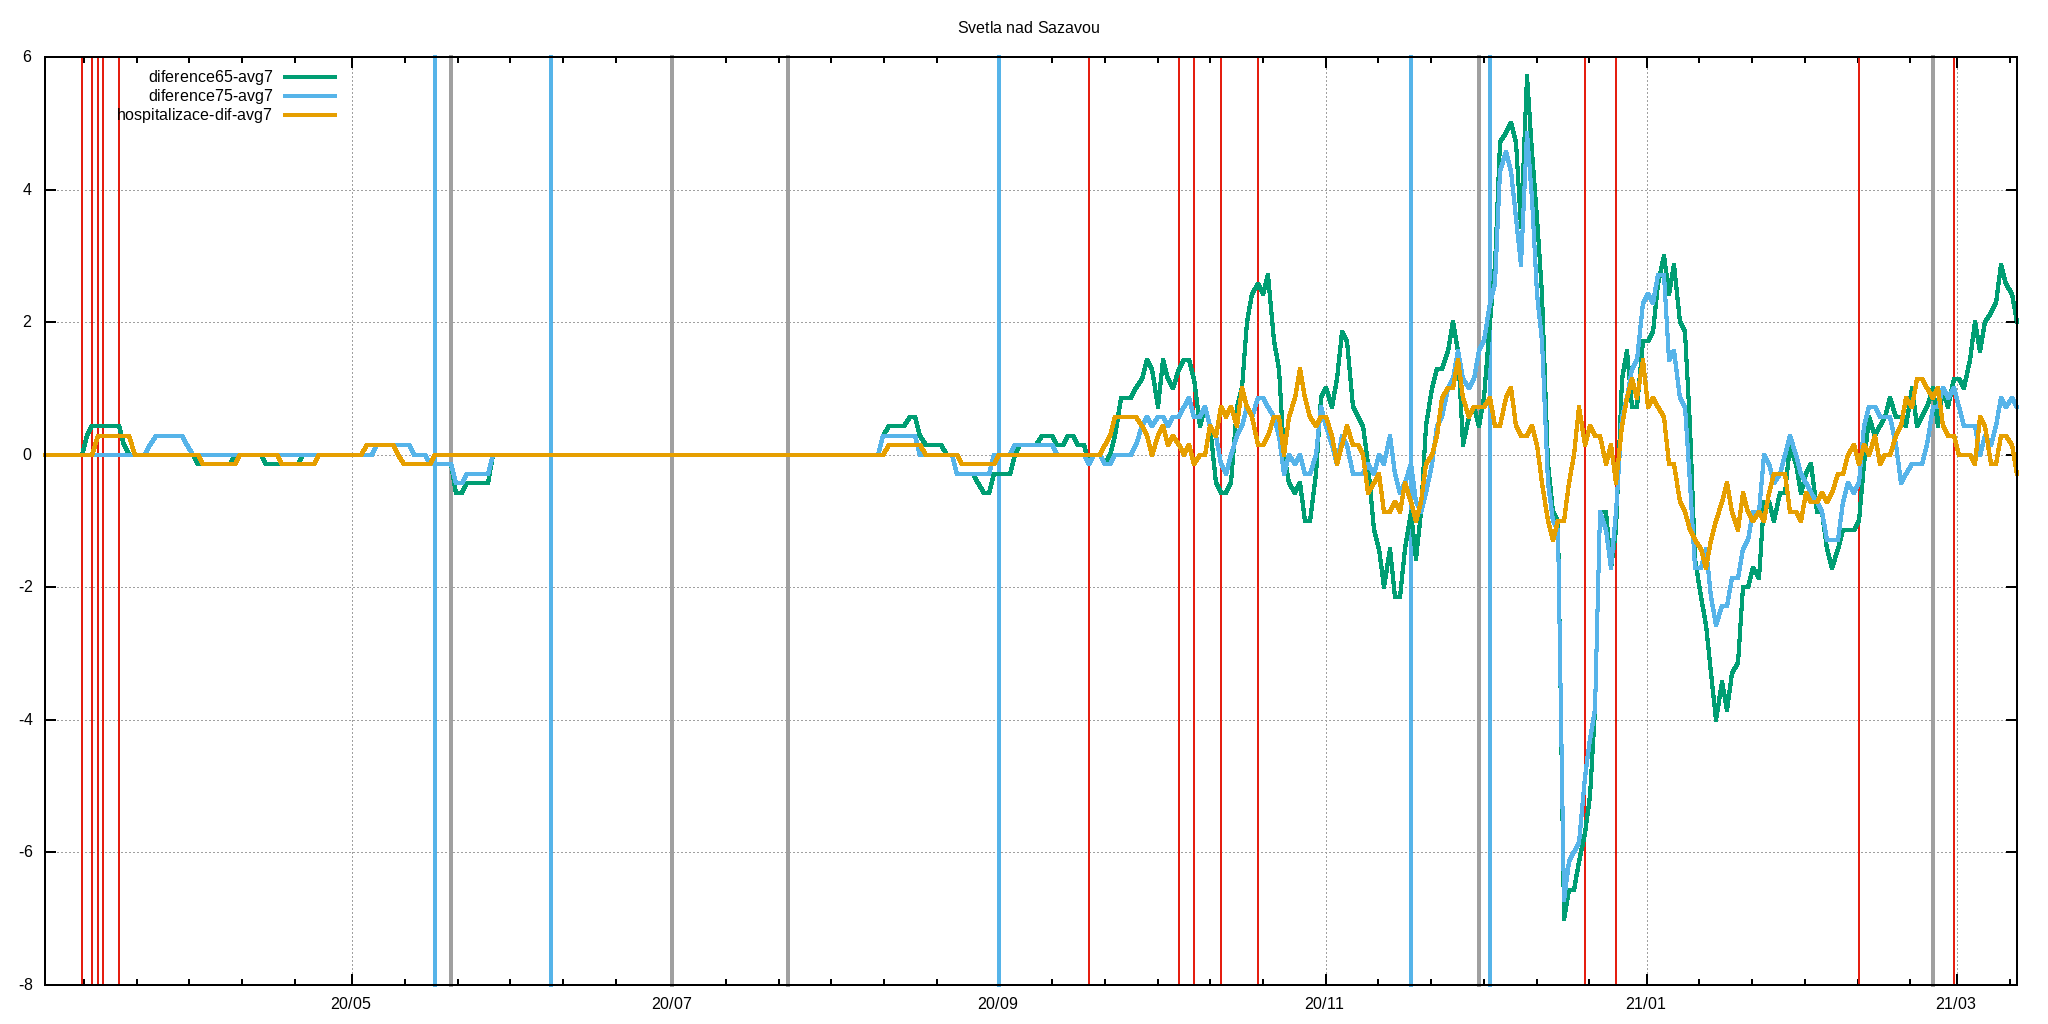 Svetla nad Sazavou
6
diference65-avg7
diference75-avg7
hospitalizace-dif-avg7
4
2
0
-2
-4
-6
-8
20/05 20/07 20/09 20/11 21/01 21/03